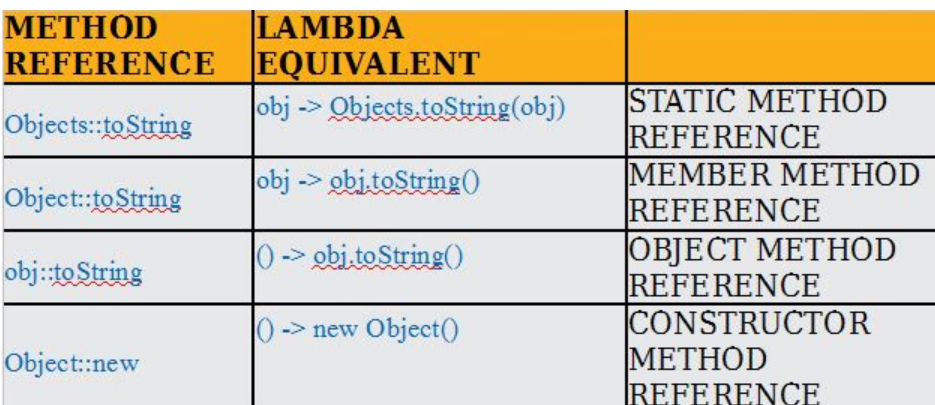 METHOD REFERENCE
LAMBDA EQUIVALENT
Objects::toString
obj -> Objects.toString(obj)
STATIC METHOD
REFERENCE
Object::toString
obj -> obj.toString()
MEMBER METHOD
REFERENCE
obj::toString
() -> obj.toString()
OBJECT METHOD
REFERENCE
Object::new
() -> new Object()
CONSTRUCTOR
METHOD
REFERENCE